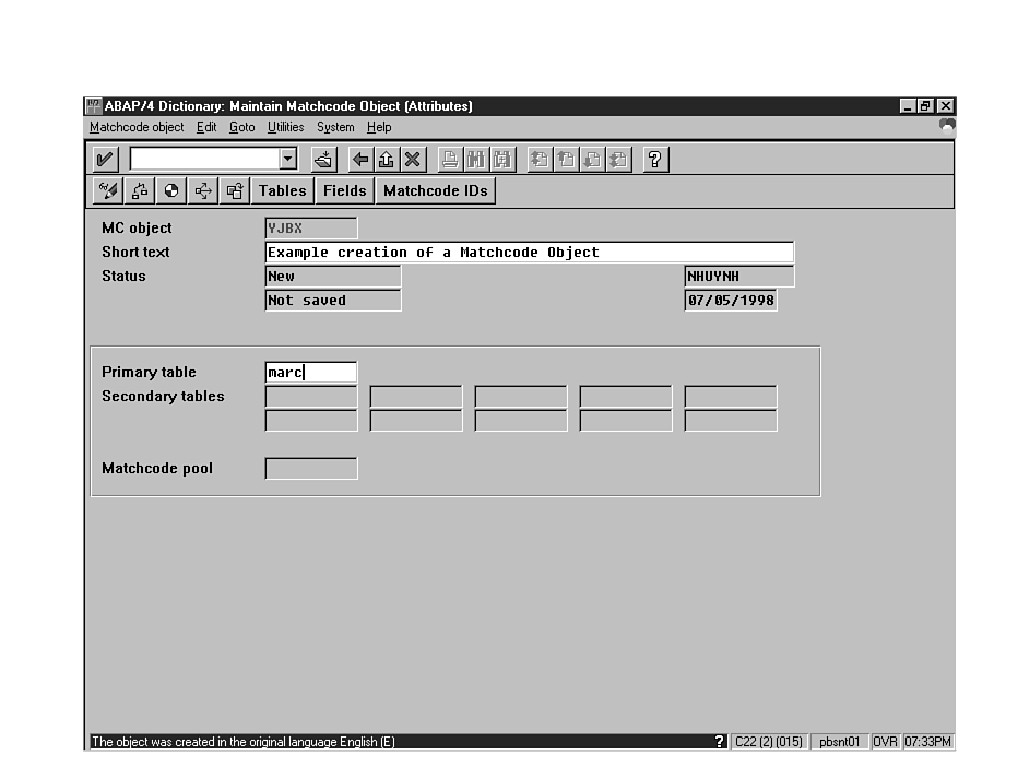 ABAP/4 Dictionary: Maintain Matchcode Object (Attributes)
Matchcode object Edit Goto Utilities System Help
Tables Fields Matchcode IDs
MC object YJBX
Short text Example creation of a Matchcode Object
Status New NHUYNH
Not saved 07/05/1998
Primary table marc
Secondary tables
Matchcode pool
The object was created in the original language English (E) ? C22 (2) (015) pbsnt01 OVR 07:33PM